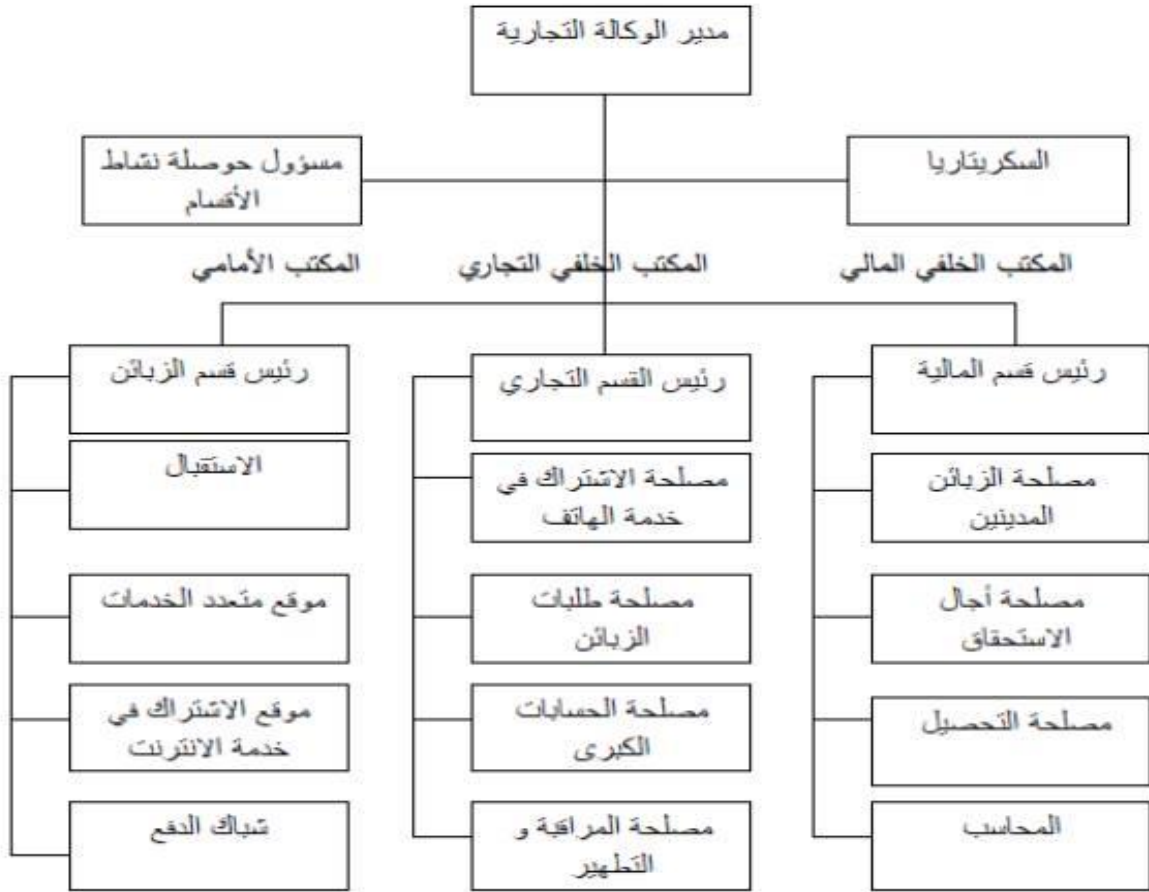 مدير الوكالة التجارية
السكريتاريا
مسؤول حوصلة نشاط
الأقسام
المكتب الخلفي المالي
المكتب الخلفي التجاري
المكتب الأمامي
رئيس قسم المالية
مصلحة الزبائن
المدينين
مصلحة أجال
الاستحقاق
مصلحة التحصيل
المحاسب
رئيس القسم التجاري
مصلحة الاشتراك في
خدمة الهاتف
مصلحة طلبات
الزبائن
مصلحة الحسابات
الكبرى
مصلحة المراقبة و
التطهير
رئيس قسم الزبائن
الاستقبال
موقع متعدد الخدمات
موقع الاشتراك في
خدمة الانترنت
شباك الدفع